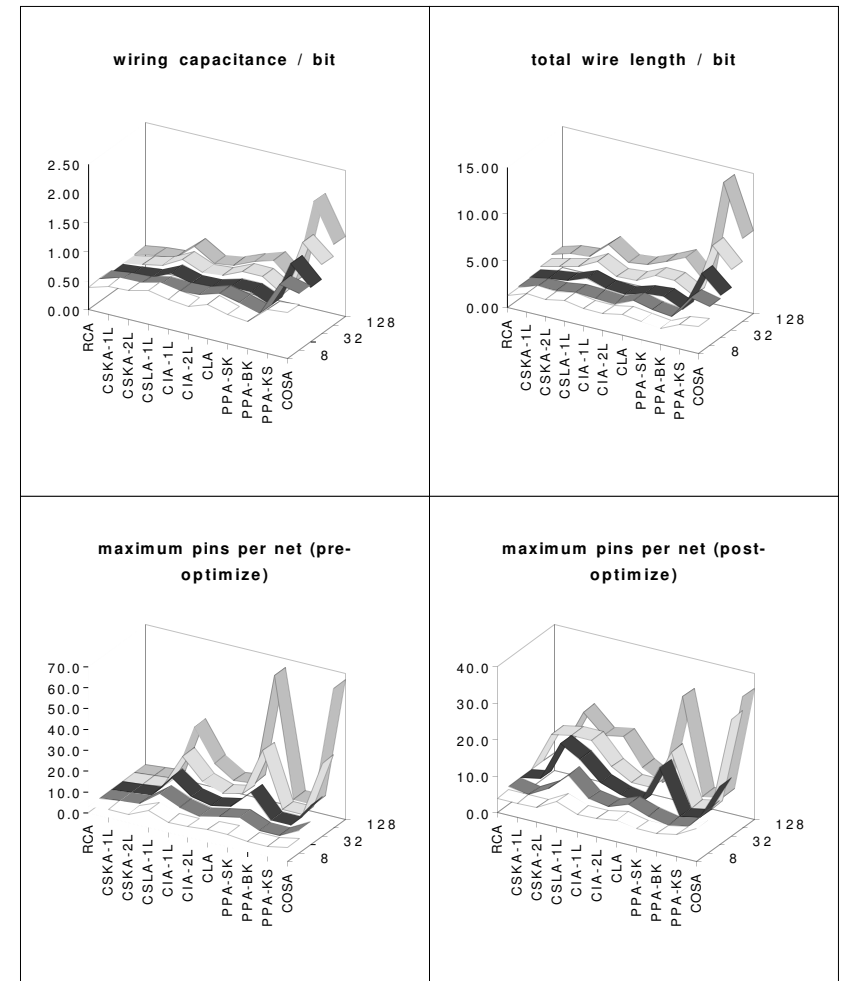 wiring capacitance / bit
2.50
2.00
1.50
1.00
0.50
0.00
RCA
CSKA-1L
CSKA-2L
CSLA-1L
CIA-1L
CIA-2L
CLA
PPA-SK
PPA-BK
PPA-KS
COSA
8
32
128
total wire length / bit
15.00
10.00
5.00
0.00
RCA
CSKA-1L
CSKA-2L
CSLA-1L
CIA-1L
CIA-2L
CLA
PPA-SK
PPA-BK
PPA-KS
COSA
8
32
128
maximum pins per net (pre-
optimize)
70.0
60.0
50.0
40.0
30.0
20.0
10.0
0.0
RCA
CSKA-1L
CSKA-2L
CSLA-1L
CIA-1L
CIA-2L
CLA
PPA-SK
PPA-BK
PPA-KS
COSA
8
32
128
maximum pins per net (post-
optimize)
40.0
30.0
20.0
10.0
0.0
RCA
CSKA-1L
CSKA-2L
CSLA-1L
CIA-1L
CIA-2L
CLA
PPA-SK
PPA-BK
PPA-KS
COSA
8
32
128